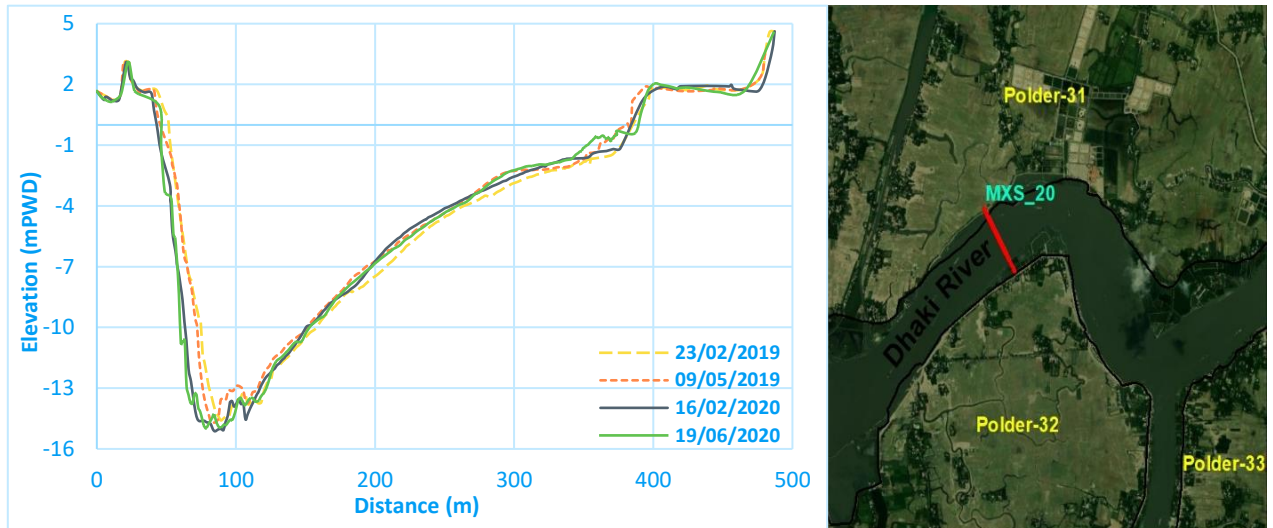 5
2
-1
-4
-7
-10
-13
-16
Elevation (mPWD)
0
100
200
300
400
500
Distance (m)
23/02/2019
09/05/2019
16/02/2020
19/06/2020
Polder-31
MXS_20
Dhaki River
Polder-32
Polder-33